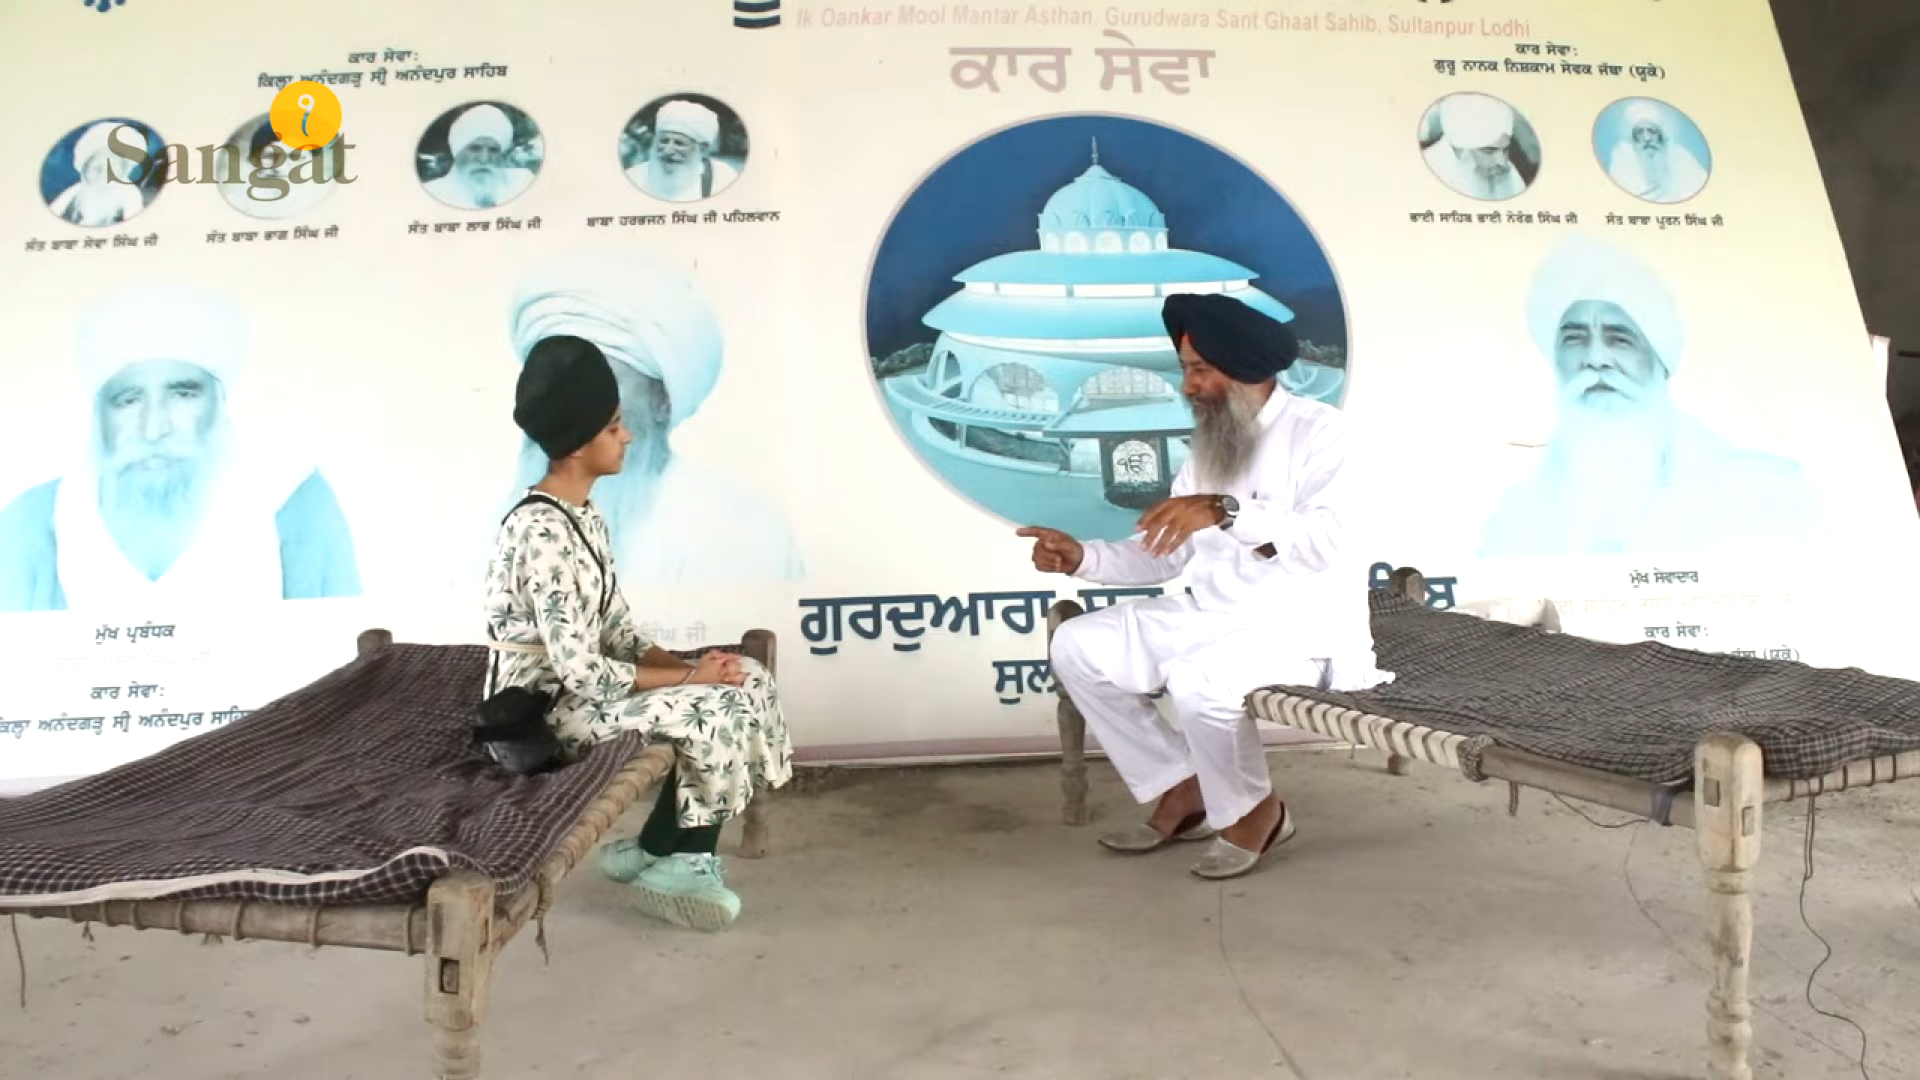 Ik Oankar Mool Mantar Asthan, Gurudwara Sant Ghaat Sahib, Sultanpur Lodhi
ਕਾਰ ਸੇਵਾ
ਕਾਰ ਸੇਵਾ:
ਕਿਲ੍ਹਾ ਅਨੰਦਗੜ੍ਹ ਸ੍ਰੀ ਅਨੰਦਪੁਰ ਸਾਹਿਬ
ਕਾਰ ਸੇਵਾ:
ਗੁਰੂ ਨਾਨਕ ਨਿਸ਼ਕਾਮ ਸੇਵਕ ਜੱਥਾ (ਯੂਕੇ)
Sangat
ਸੰਤ ਬਾਬਾ ਸੇਵਾ ਸਿੰਘ ਜੀ
ਸੰਤ ਬਾਬਾ ਭਾਗ ਸਿੰਘ ਜੀ
ਸੰਤ ਬਾਬਾ ਲਾਭ ਸਿੰਘ ਜੀ
ਬਾਬਾ ਹਰਭਜਨ ਸਿੰਘ ਜੀ ਪਹਿਲਵਾਨ
ਭਾਈ ਸਾਹਿਬ ਭਾਈ ਨੋਰੰਗ ਸਿੰਘ ਜੀ
ਸੰਤ ਬਾਬਾ ਪੂਰਨ ਸਿੰਘ ਜੀ
ੴ
ਗੁਰਦੁਆਰਾ
ਮੁੱਖ ਪ੍ਰਬੰਧਕ
ਸਿੰਘ ਜੀ
ਕਾਰ ਸੇਵਾ:
ਕਿਲ੍ਹਾ ਅਨੰਦਗੜ੍ਹ ਸ੍ਰੀ ਅਨੰਦਪੁਰ ਸਾਹਿਬ
ਮੁੱਖ ਸੇਵਾਦਾਰ
ਕਾਰ ਸੇਵਾ:
(ਯੂਕੇ)